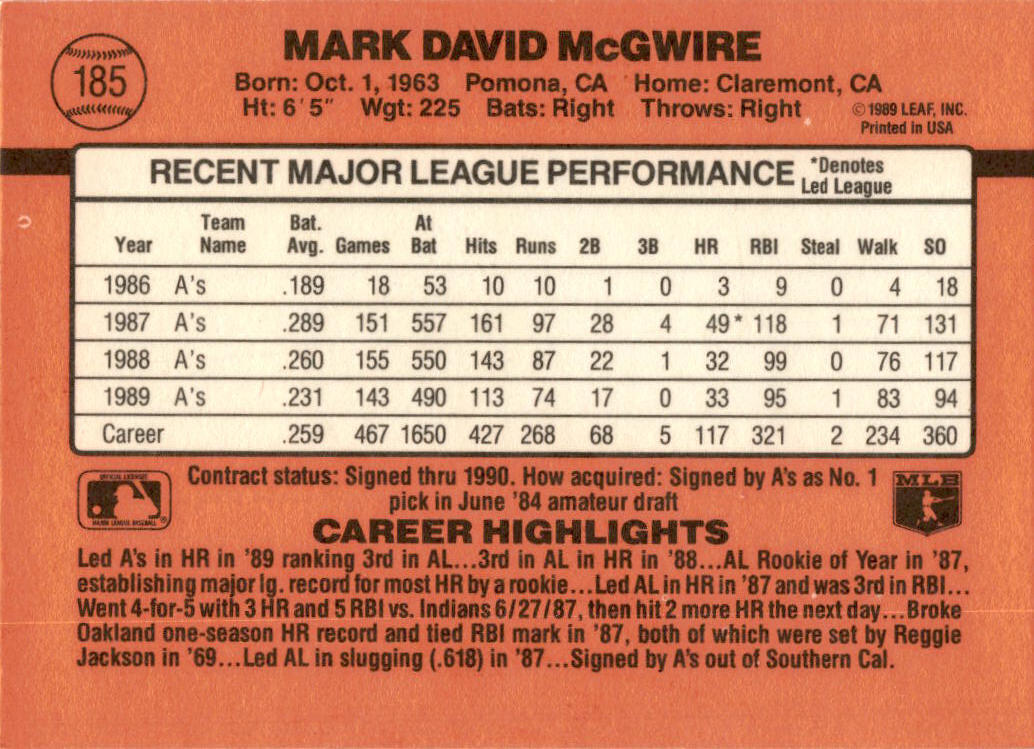 185
MARK DAVID McGWIRE
Born: Oct. 1, 1963 Pomona, CA Home: Claremont, CA
Ht: 6'5" Wgt: 225 Bats: Right Throws: Right
© 1989 LEAF, INC.
Printed in USA
RECENT MAJOR LEAGUE PERFORMANCE *Denotes Led League
Year Team Name Bat. Avg. Games At Bat Hits Runs 2B 3B HR RBI Steal Walk SO
1986 A's .189 18 53 10 10 1 0 3 9 0 4 18
1987 A's .289 151 557 161 97 28 4 49* 118 1 71 131
1988 A's .260 155 550 143 87 22 1 32 99 0 76 117
1989 A's .231 143 490 113 74 17 0 33 95 1 83 94
Career .259 467 1650 427 268 68 5 117 321 2 234 360
Contract status: Signed thru 1990. How acquired: Signed by A's as No. 1
pick in June '84 amateur draft
OFFICIAL LICENSEE
MAJOR LEAGUE BASEBALL
®
MLB
CAREER HIGHLIGHTS
Led A's in HR in '89 ranking 3rd in AL...3rd in AL in HR in '88...AL Rookie of Year in '87,
establishing major lg. record for most HR by a rookie...Led AL in HR in '87 and was 3rd in RBI...
Went 4-for-5 with 3 HR and 5 RBI vs. Indians 6/27/87, then hit 2 more HR the next day...Broke
Oakland one-season HR record and tied RBI mark in '87, both of which were set by Reggie
Jackson in '69...Led AL in slugging (.618) in '87...Signed by A's out of Southern Cal.